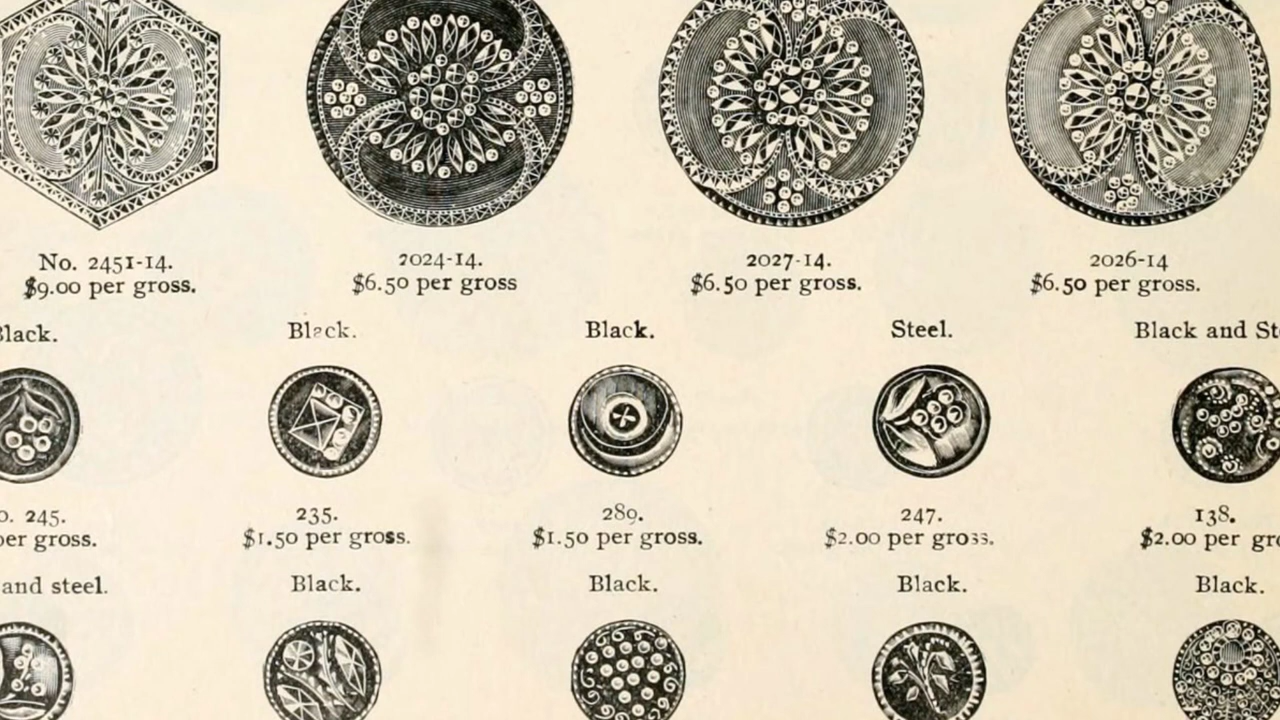 No. 2451-14.
$9.00 per gross.
2024-14.
$6.50 per gross
2027-14.
$6.50 per gross.
2026-14
$6.50 per gross.
Black.
Black.
Black.
Steel.
Black and St
o. 245.
per gross.
235.
$1.50 per gross.
289.
$1.50 per gross.
247.
$2.00 per gross.
138.
$2.00 per gro
and steel.
Black.
Black.
Black.
Black.